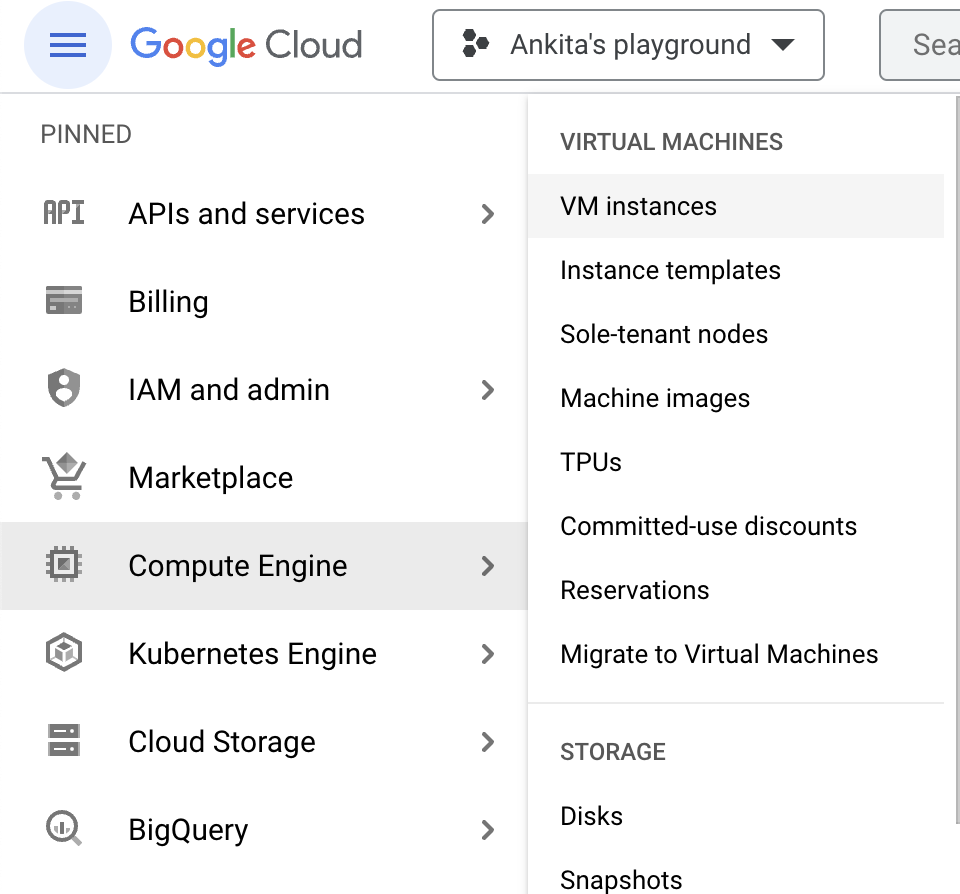 Google Cloud
Ankita's playground
Sea
PINNED
API APIs and services
Billing
IAM and admin
Marketplace
Compute Engine
Kubernetes Engine
Cloud Storage
BigQuery
VIRTUAL MACHINES
VM instances
Instance templates
Sole-tenant nodes
Machine images
TPUs
Committed-use discounts
Reservations
Migrate to Virtual Machines
STORAGE
Disks
Snapshots